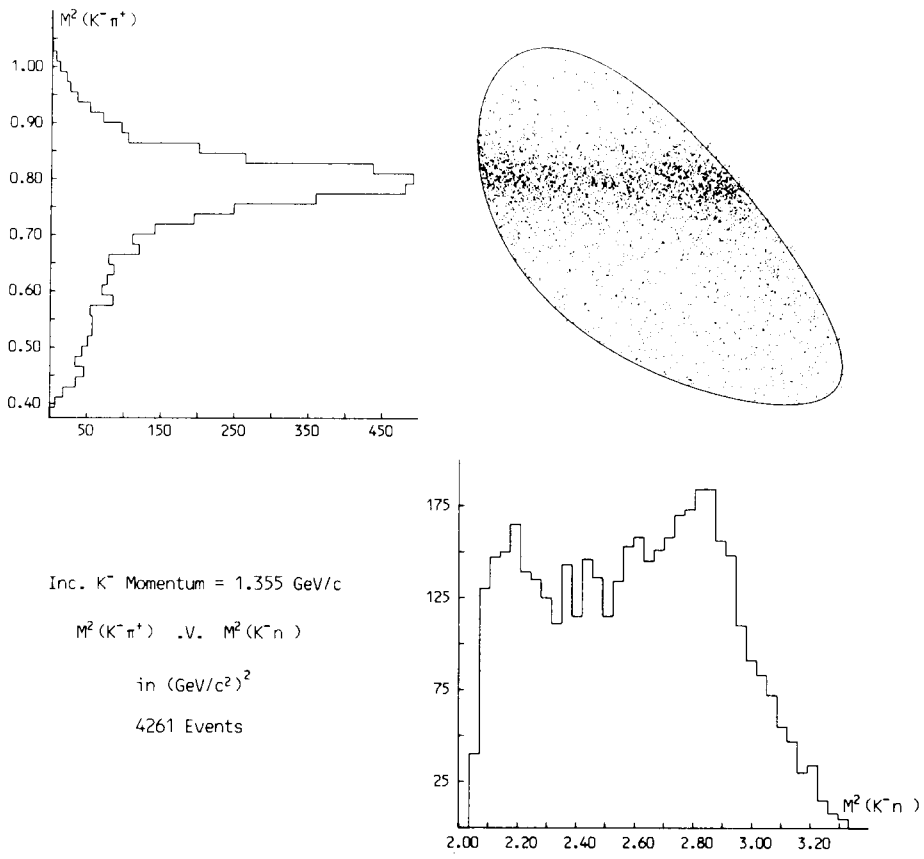 M²(K⁻π⁺)
1.00
0.90
0.80
0.70
0.60
0.50
0.40
50 150 250 350 450
175
125
75
25
Inc. K⁻ Momentum = 1.355 GeV/c
M²(K⁻π⁺) .V. M²(K⁻n )
in (GeV/c²)²
4261 Events
M²(K⁻n )
2.00 2.20 2.40 2.60 2.80 3.00 3.20